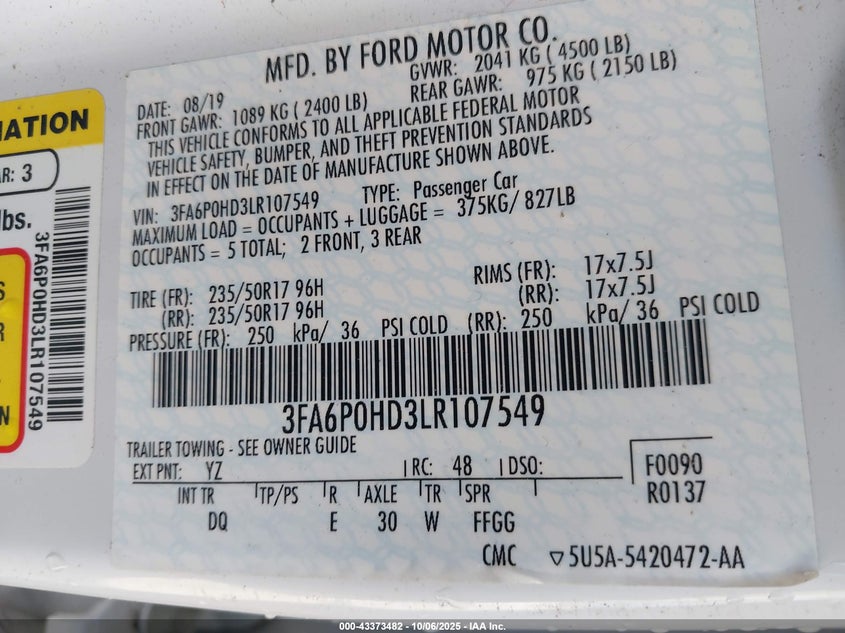 MFD. BY FORD MOTOR CO.
DATE: 08/19 GVWR: 2041 KG ( 4500 LB)
FRONT GAWR: 1089 KG ( 2400 LB) REAR GAWR: 975 KG ( 2150 LB)
THIS VEHICLE CONFORMS TO ALL APPLICABLE FEDERAL MOTOR
VEHICLE SAFETY, BUMPER, AND THEFT PREVENTION STANDARDS
IN EFFECT ON THE DATE OF MANUFACTURE SHOWN ABOVE.
VIN: 3FA6P0HD3LR107549 TYPE: Passenger Car
MAXIMUM LOAD = OCCUPANTS + LUGGAGE = 375KG/ 827LB
OCCUPANTS = 5 TOTAL; 2 FRONT, 3 REAR
TIRE (FR): 235/50R17 96H RIMS (FR): 17x7.5J
(RR): 235/50R17 96H (RR): 17x7.5J
PRESSURE (FR): 250 kPa/ 36 PSI COLD (RR): 250 kPa/ 36 PSI COLD
3FA6P0HD3LR107549
TRAILER TOWING - SEE OWNER GUIDE
EXT PNT: YZ RC: 48 DSO: F0090
INT TR TP/PS R AXLE TR SPR R0137
DQ E 30 W FFGG
CMC ▽5U5A-5420472-AA
AR: 3
lbs.
3FA6P0HD3LR107549
000-43373482 - 10/06/2025 - IAA Inc.